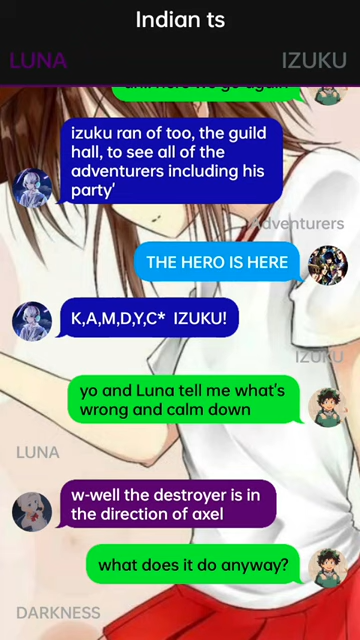 Indian ts
LUNA
IZUKU
izuku ran of too, the guild
hall, to see all of the
adventurers including his
party'
Adventurers
THE HERO IS HERE
K,A,M,D,Y,C* IZUKU!
IZUKU
yo and Luna tell me what's
wrong and calm down
LUNA
w-well the destroyer is in
the direction of axel
what does it do anyway?
DARKNESS